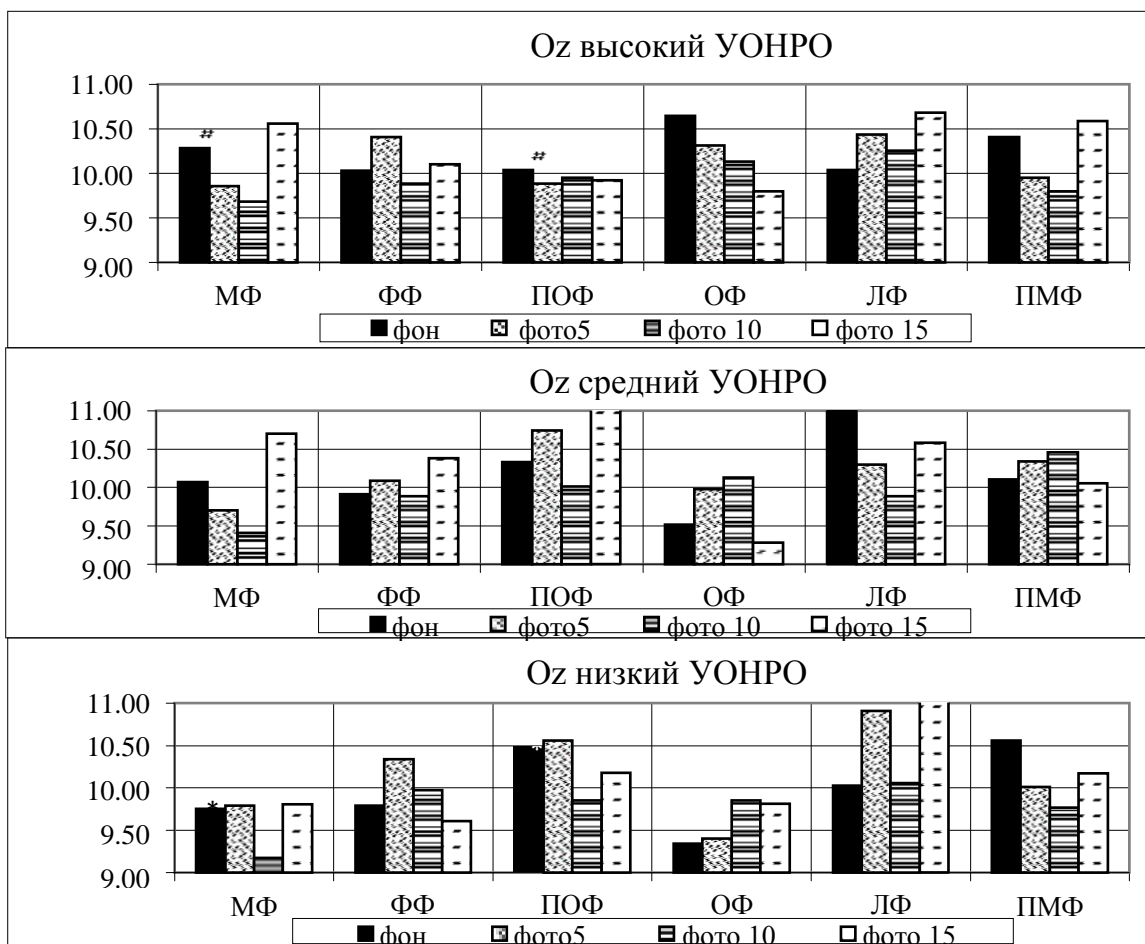 Oz высокий УОНРО
11.00
10.50
10.00
9.50
9.00
#
#
МФ ФФ ПОФ ОФ ЛФ ПМФ
фон фото5 фото 10 фото 15
Oz средний УОНРО
11.00
10.50
10.00
9.50
9.00
МФ ФФ ПОФ ОФ ЛФ ПМФ
фон фото5 фото 10 фото 15
Oz низкий УОНРО
11.00
10.50
10.00
9.50
9.00
*
*
МФ ФФ ПОФ ОФ ЛФ ПМФ
фон фото5 фото 10 фото 15